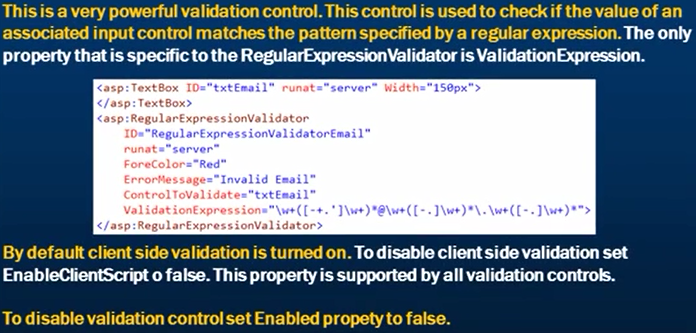 This is a very powerful validation control. This control is used to check if the value of an
associated input control matches the pattern specified by a regular expression. The only
property that is specific to the RegularExpressionValidator is ValidationExpression.
<asp:TextBox ID="txtEmail" runat="server" Width="150px">
</asp:TextBox>
<asp:RegularExpressionValidator
ID="RegularExpressionValidatorEmail"
runat="server"
ForeColor="Red"
ErrorMessage="Invalid Email"
ControlToValidate="txtEmail"
ValidationExpression="\w+([-+.']\w+)*@\w+([-.]\w+)*\.\w+([-.]\w+)*">
</asp:RegularExpressionValidator>
By default client side validation is turned on. To disable client side validation set
EnableClientScript o false. This property is supported by all validation controls.
To disable validation control set Enabled propety to false.